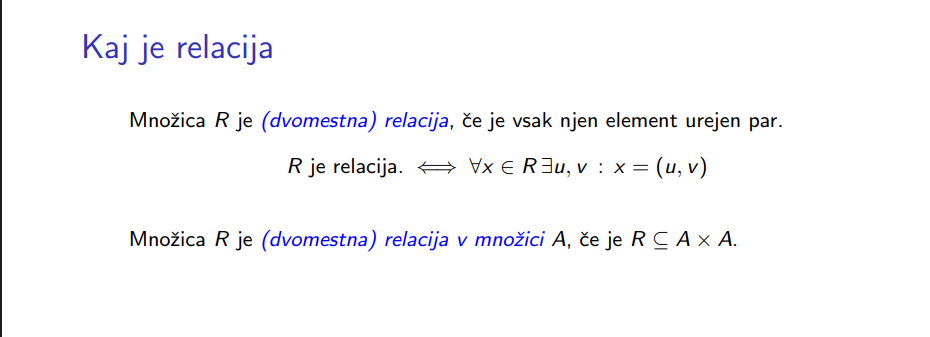 Kaj je relacija
Množica R je (dvomestna) relacija, če je vsak njen element urejen par.
R je relacija. ⟺ ∀x ∈ R ∃u, v : x = (u, v)
Množica R je (dvomestna) relacija v množici A, če je R ⊆ A × A.